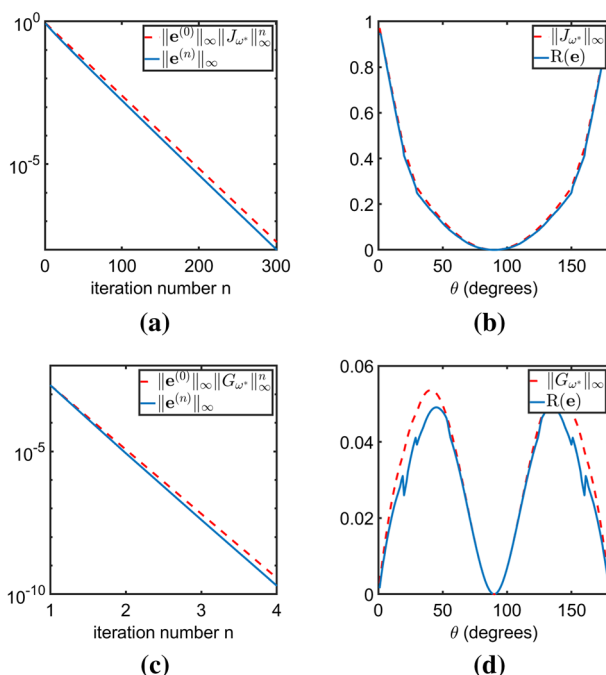 10^0
10^-5
‖e^(0)‖∞‖J_ω*‖^n_∞
‖e^(n)‖∞
0 100 200 300
iteration number n
(a)
1
0.8
0.6
0.4
0.2
0
‖J_ω*‖∞
R(e)
0 50 100 150
θ (degrees)
(b)
10^-5
10^-10
‖e^(0)‖∞‖G_ω*‖^n_∞
‖e^(n)‖∞
1 2 3 4
iteration number n
(c)
0.06
0.04
0.02
0
‖G_ω*‖∞
R(e)
0 50 100 150
θ (degrees)
(d)